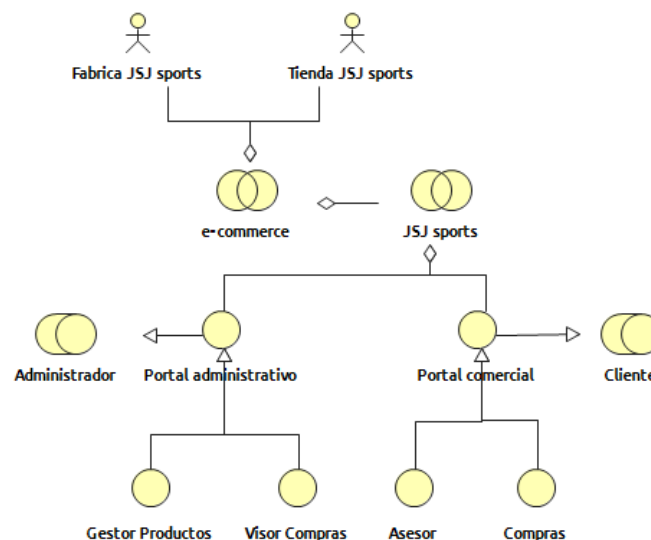 Fabrica JSJ sports
Tienda JSJ sports
e-commerce
JSJ sports
Administrador
Portal administrativo
Portal comercial
Cliente
Gestor Productos
Visor Compras
Asesor
Compras